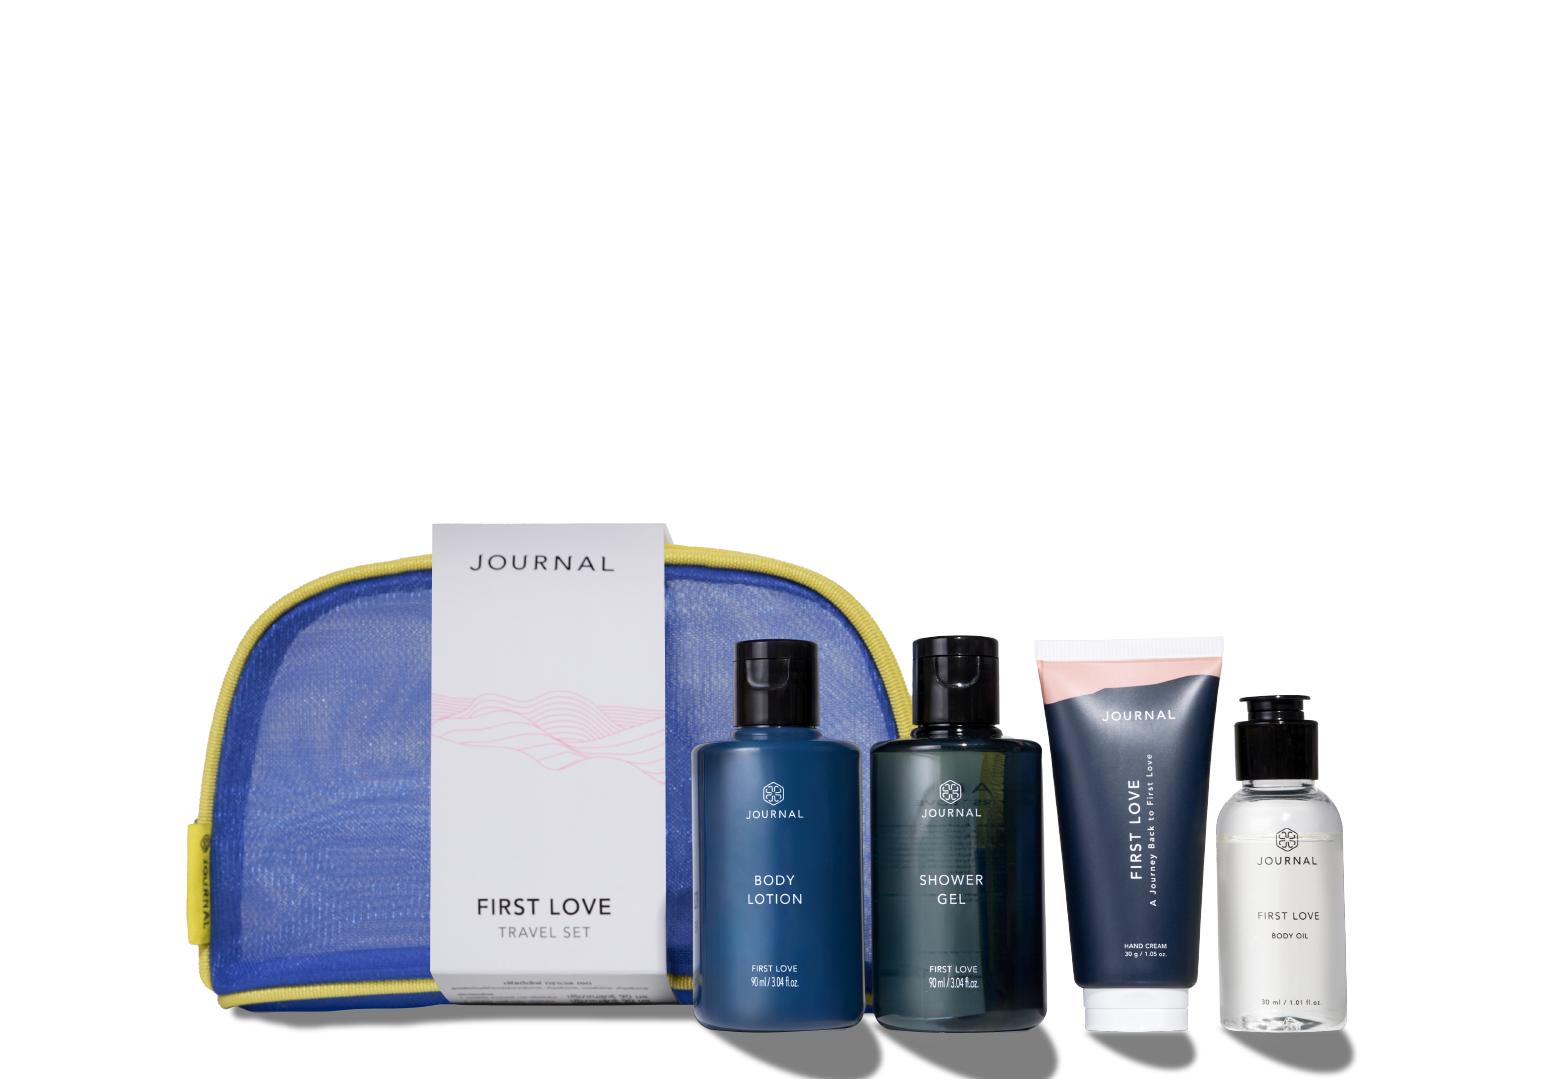 JOURNAL
FIRST LOVE
TRAVEL SET
JOURNAL
JOURNAL
BODY
LOTION
FIRST LOVE
90 ml / 3.04 fl.oz.
JOURNAL
SHOWER
GEL
FIRST LOVE
90 ml / 3.04 fl.oz.
JOURNAL
FIRST LOVE
A Journey Back to First Love
HAND CREAM
30 g / 1.05 oz.
JOURNAL
FIRST LOVE
BODY OIL
30 ml / 1.01 fl.oz.